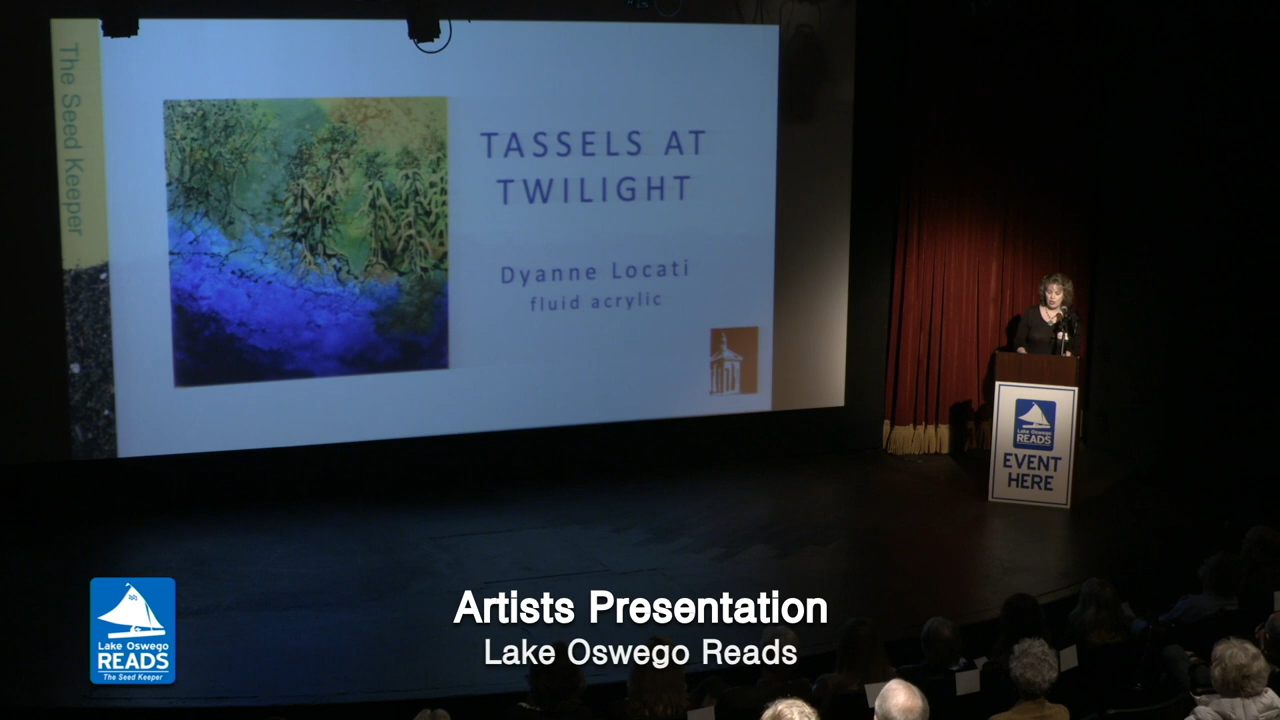 The Seed Keeper
TASSELS AT
TWILIGHT
Dyanne Locati
fluid acrylic
Lake Oswego
READS
EVENT
HERE
Artists Presentation
Lake Oswego Reads
Lake Oswego
READS
The Seed Keeper